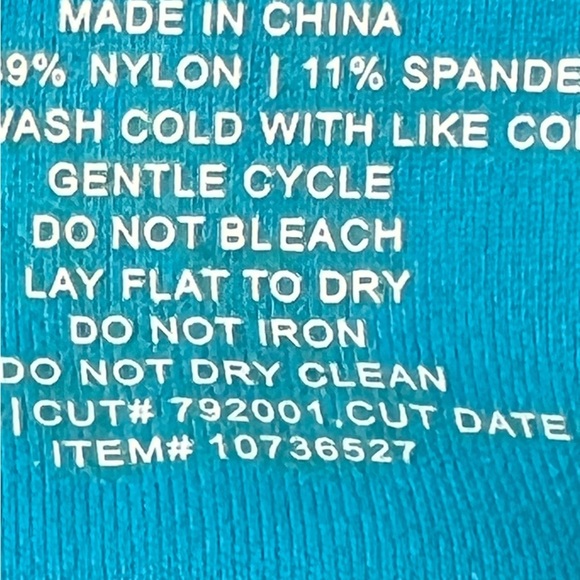 MADE IN CHINA
9% NYLON | 11% SPANDE
WASH COLD WITH LIKE CO
GENTLE CYCLE
DO NOT BLEACH
LAY FLAT TO DRY
DO NOT IRON
DO NOT DRY CLEAN
| CUT# 792001.CUT DATE
ITEM# 10736527